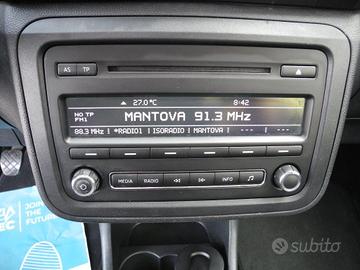 AS TP
27.0°C 8:42
NO TP
FM1
MANTOVA 91.3 MHz
88.3 MHz | *RADIO1 | ISORADIO | MANTOVA | --- | ---
MEDIA RADIO INFO
JOIN
THE
FUTURE
subito